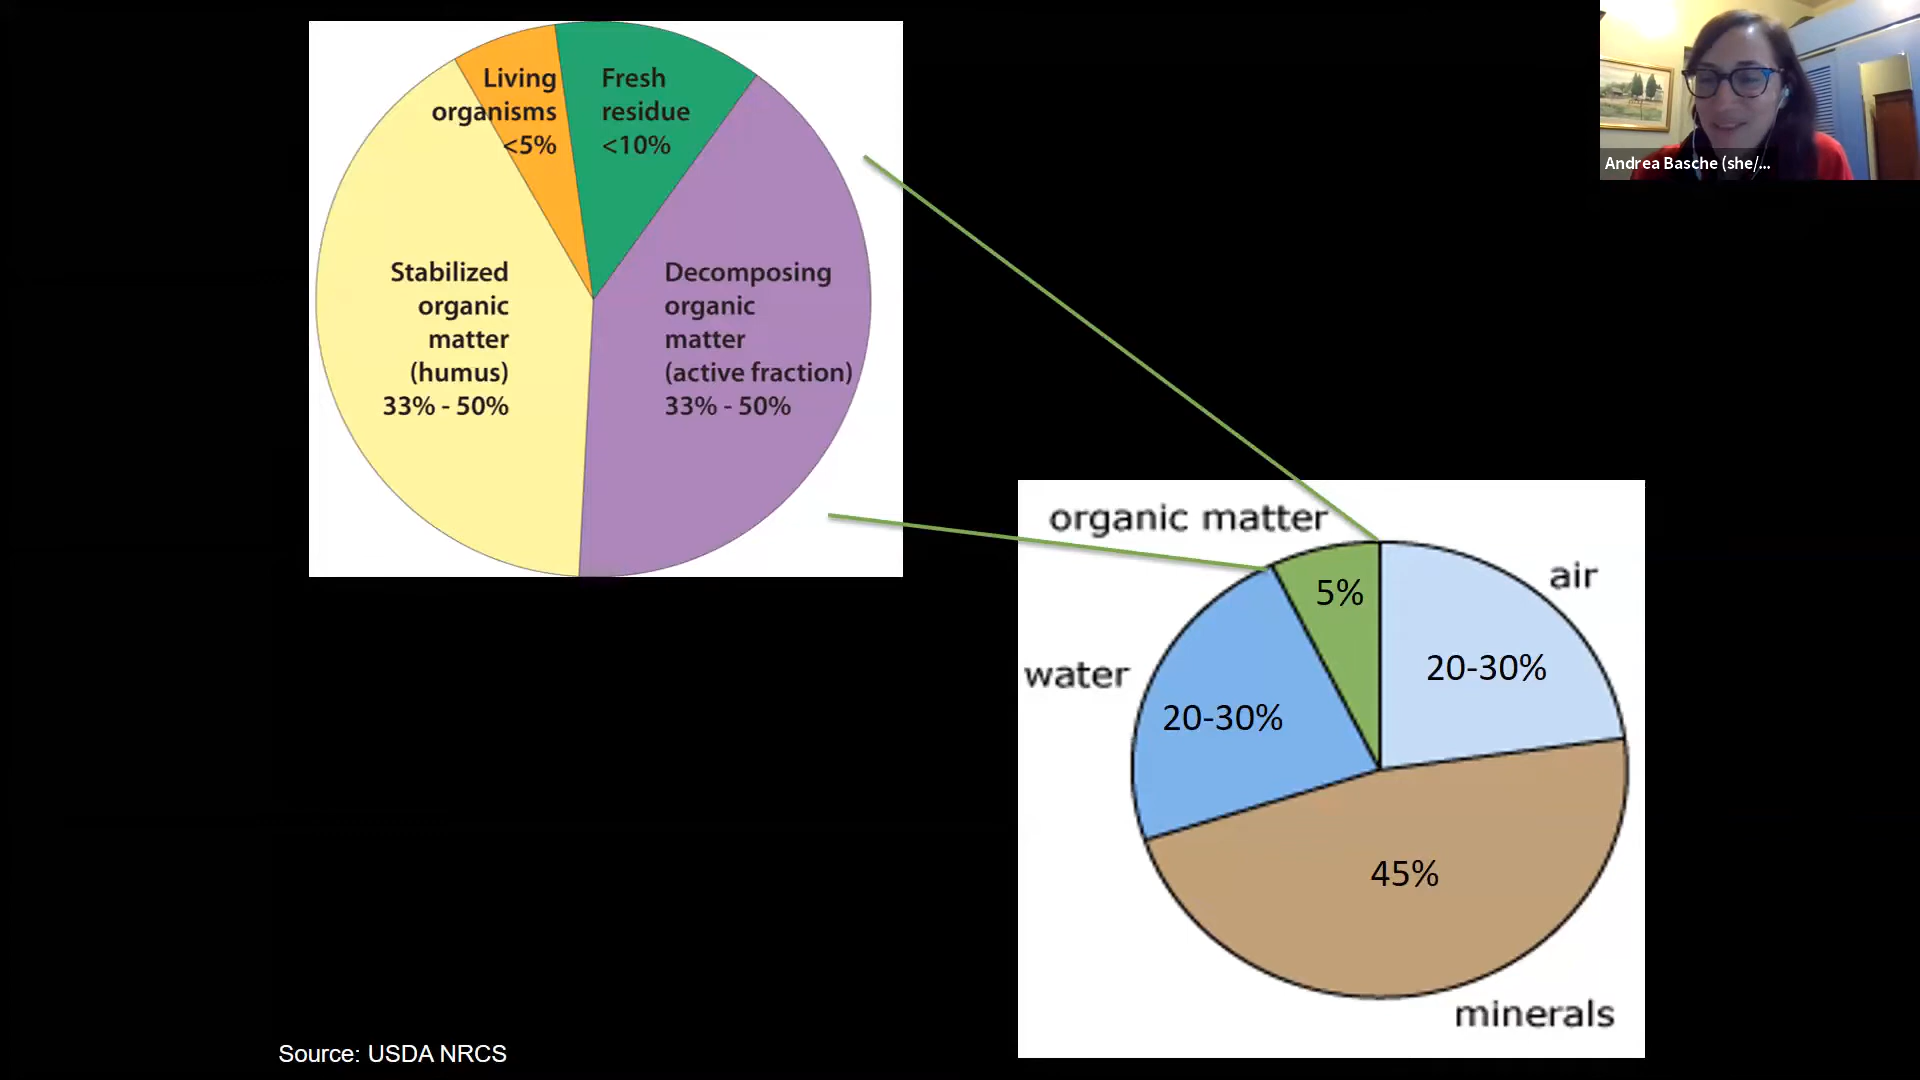 Living
organisms
<5%
Fresh
residue
<10%
Stabilized
organic
matter
(humus)
33% - 50%
Decomposing
organic
matter
(active fraction)
33% - 50%
Andrea Basche (she/...
organic matter
5%
air
20-30%
water
20-30%
45%
minerals
Source: USDA NRCS